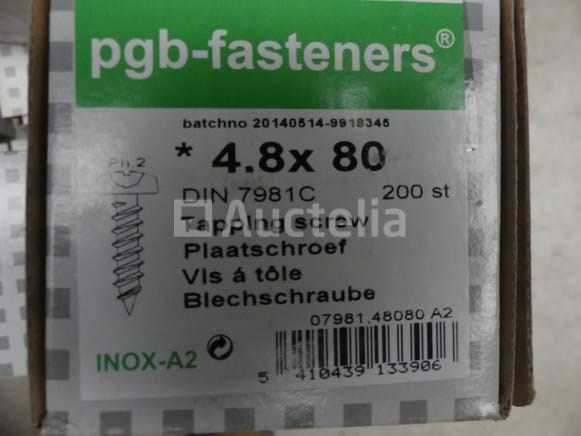 pgb-fasteners®
batchno 20140514-9918345
Ph.2
* 4.8x 80
DIN 7981C 200 st
Auctelia
Tapping screw
Plaatschroef
Vis á tôle
Blechschraube
07981,48080 A2
INOX-A2
5 410439 133906